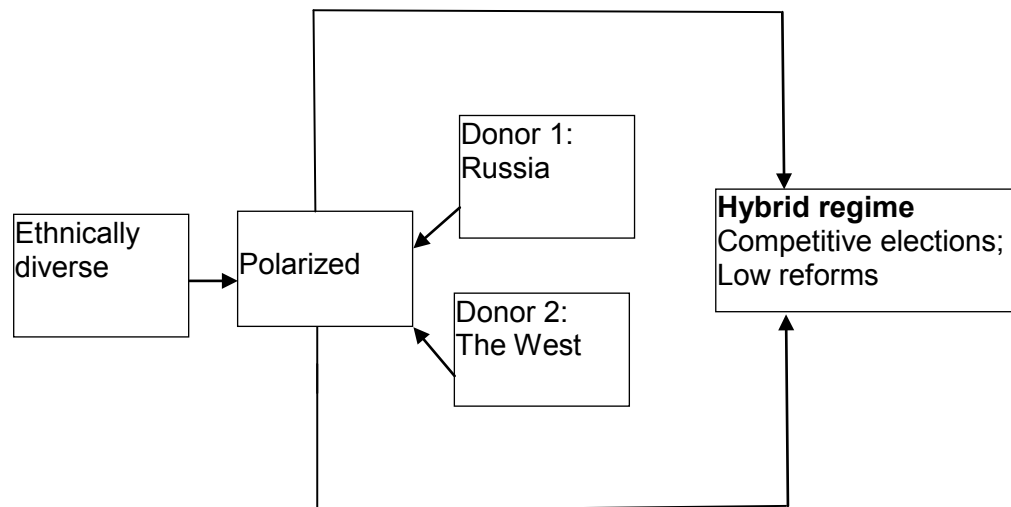 Ethnically
diverse
Polarized
Donor 1:
Russia
Donor 2:
The West
Hybrid regime
Competitive elections;
Low reforms